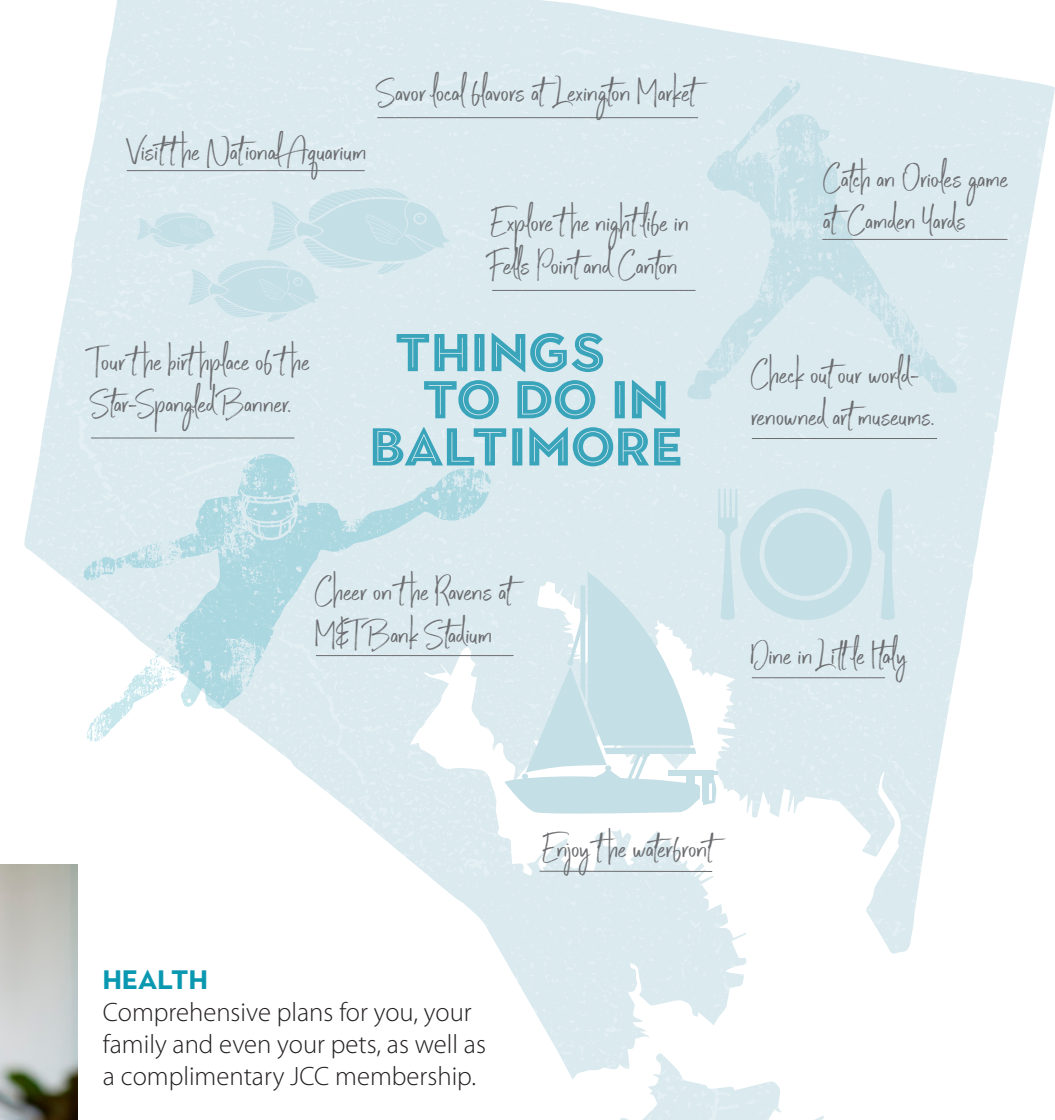 Savor local flavors at Lexington Market
Visit the National Aquarium
Catch an Orioles game
at Camden Yards
Explore the nightlife in
Fells Point and Canton
THINGS
TO DO IN
BALTIMORE
Tour the birthplace of the
Star-Spangled Banner.
Check out our world-
renowned art museums.
Cheer on the Ravens at
M&T Bank Stadium
Dine in Little Italy
Enjoy the waterfront
HEALTH
Comprehensive plans for you, your
family and even your pets, as well as
a complimentary JCC membership.